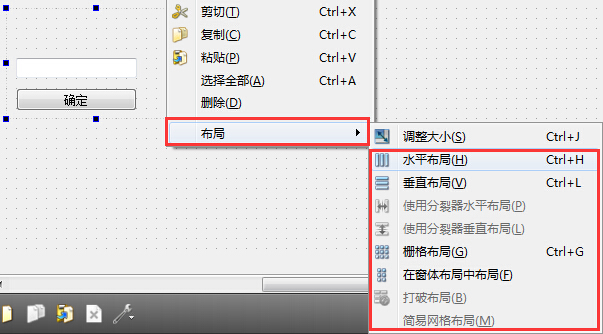 剪切(T) Ctrl+X
复制(C) Ctrl+C
粘贴(P) Ctrl+V
选择全部(A) Ctrl+A
删除(D)
确定
布局
调整大小(S) Ctrl+J
水平布局(H) Ctrl+H
垂直布局(V) Ctrl+L
使用分裂器水平布局(P)
使用分裂器垂直布局(L)
栅格布局(G) Ctrl+G
在窗体布局中布局(F)
打破布局(B)
简易网格布局(M)